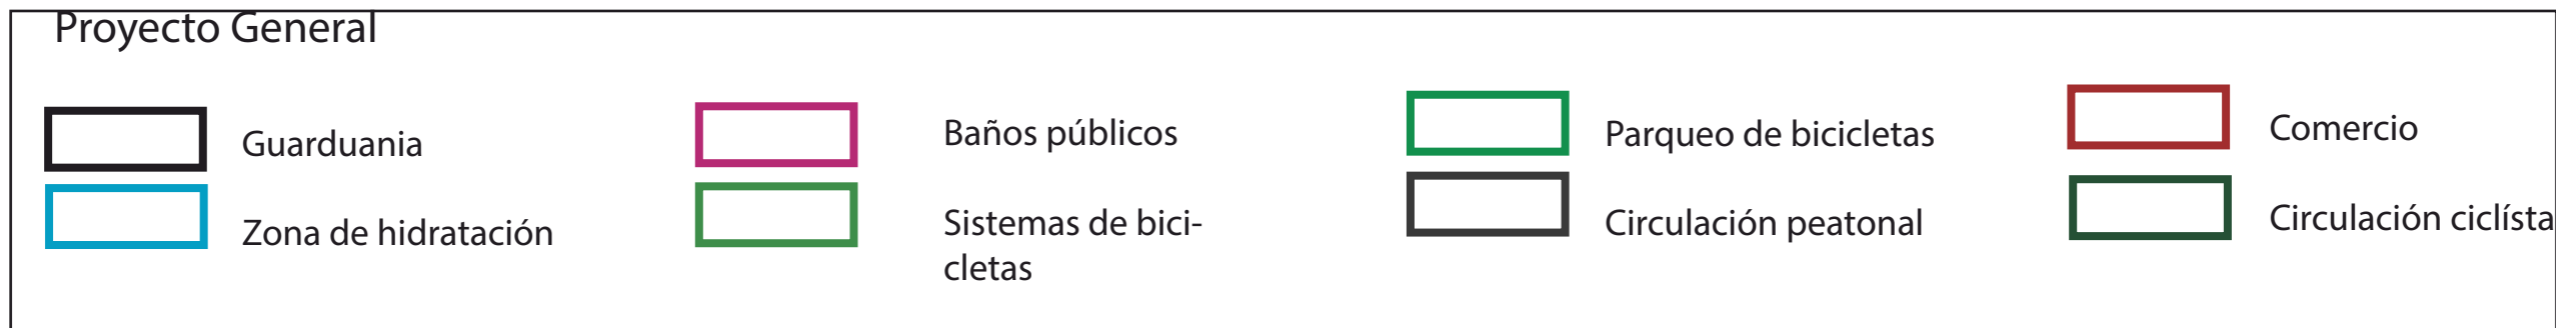 Proyecto General
Guarduania
Baños públicos
Parqueo de bicicletas
Comercio
Zona de hidratación
Sistemas de bici-
cletas
Circulación peatonal
Circulación ciclísta